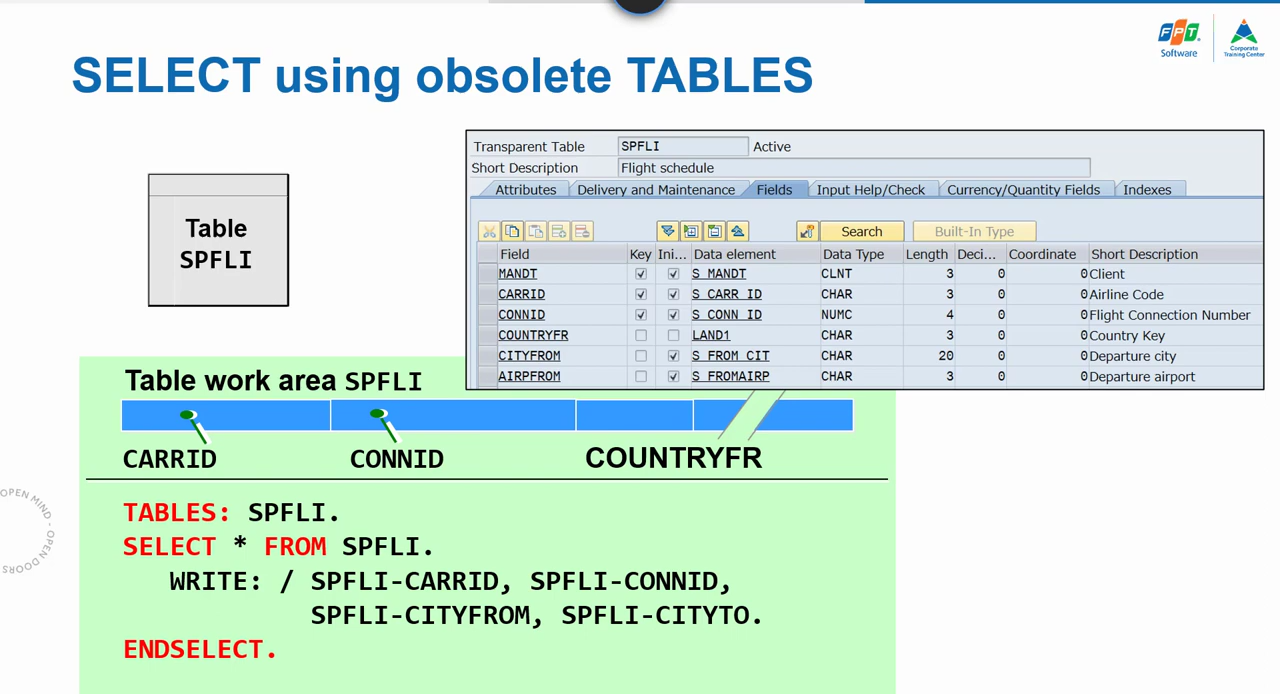 FPT
Software
Corporate
Training Center
SELECT using obsolete TABLES
Table
SPFLI
Transparent Table SPFLI Active
Short Description Flight schedule
Attributes Delivery and Maintenance Fields Input Help/Check Currency/Quantity Fields Indexes
Search Built-In Type
Field Key Ini... Data element Data Type Length Deci... Coordinate Short Description
MANDT S_MANDT CLNT 3 0 0 Client
CARRID S_CARR_ID CHAR 3 0 0 Airline Code
CONNID S_CONN_ID NUMC 4 0 0 Flight Connection Number
COUNTRYFR LAND1 CHAR 3 0 0 Country Key
CITYFROM S_FROM_CIT CHAR 20 0 0 Departure city
AIRPFROM S_FROMAIRP CHAR 3 0 0 Departure airport
Table work area SPFLI
CARRID CONNID COUNTRYFR
TABLES: SPFLI.
SELECT * FROM SPFLI.
WRITE: / SPFLI-CARRID, SPFLI-CONNID,
SPFLI-CITYFROM, SPFLI-CITYTO.
ENDSELECT.
OPEN MIND - OPEN DOORS